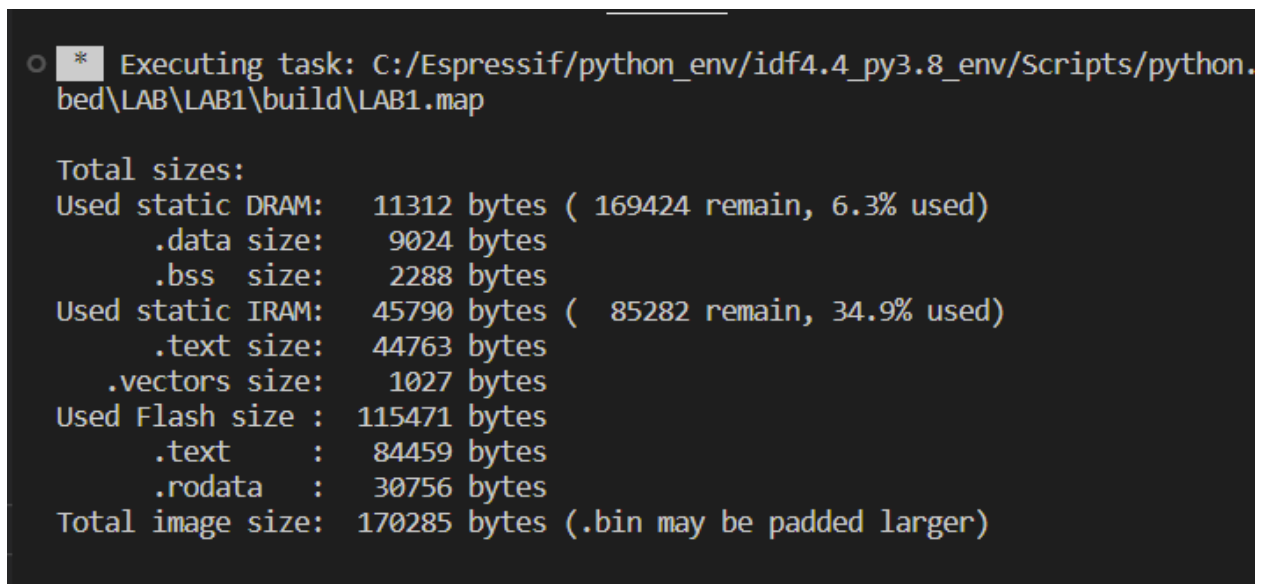 * Executing task: C:/Espressif/python_env/idf4.4_py3.8_env/Scripts/python.
bed\LAB\LAB1\build\LAB1.map
Total sizes:
Used static DRAM:   11312 bytes ( 169424 remain, 6.3% used)
      .data size:    9024 bytes
      .bss  size:    2288 bytes
Used static IRAM:   45790 bytes (  85282 remain, 34.9% used)
      .text size:   44763 bytes
   .vectors size:    1027 bytes
Used Flash size :  115471 bytes
      .text     :   84459 bytes
      .rodata   :   30756 bytes
Total image size:  170285 bytes (.bin may be padded larger)